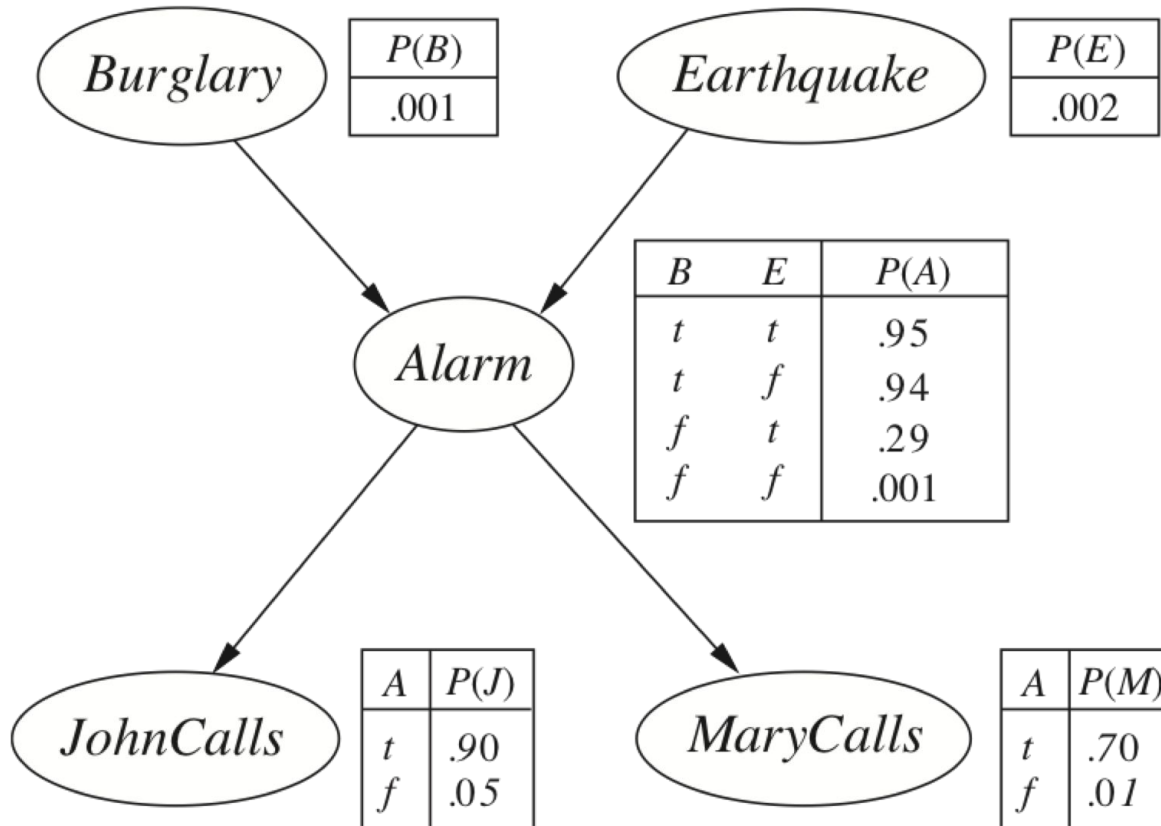 Burglary
P(B)
.001
Earthquake
P(E)
.002
Alarm
B E P(A)
t t .95
t f .94
f t .29
f f .001
JohnCalls
A P(J)
t .90
f .05
MaryCalls
A P(M)
t .70
f .01